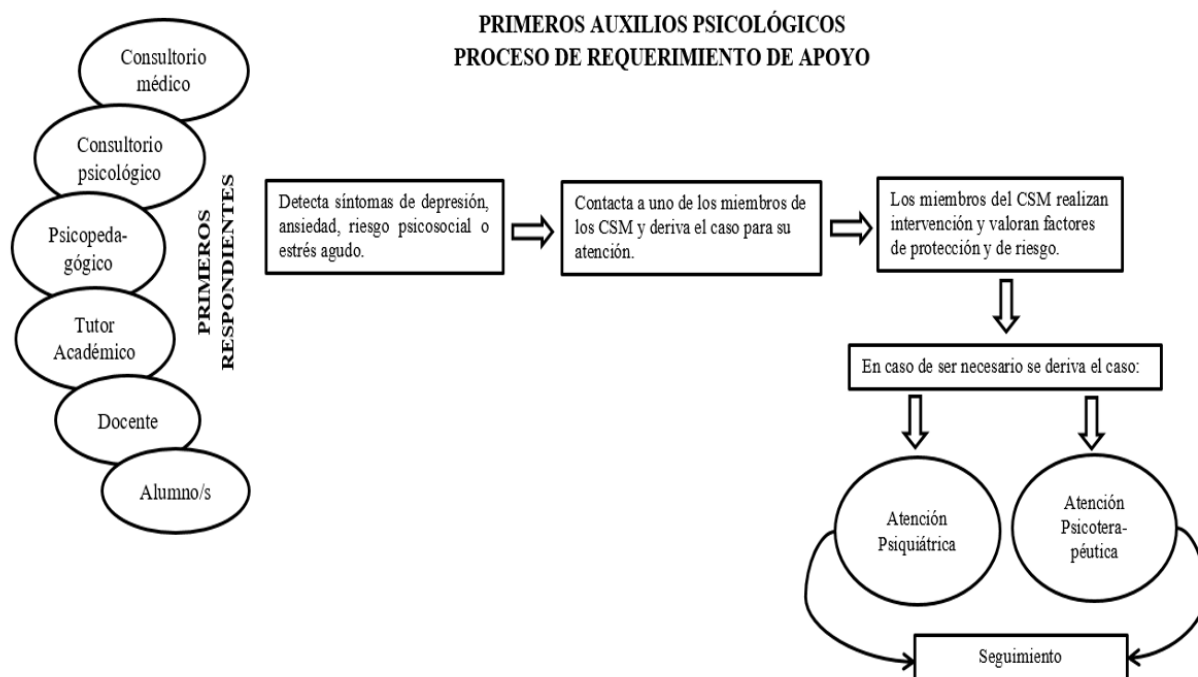 PRIMEROS AUXILIOS PSICOLÓGICOS
PROCESO DE REQUERIMIENTO DE APOYO
Consultorio
médico
Consultorio
psicológico
Psicopeda-
gógico
Tutor
Académico
Docente
Alumno/s
PRIMEROS
RESPONDIENTES
Detecta síntomas de depresión,
ansiedad, riesgo psicosocial o
estrés agudo.
Contacta a uno de los miembros de
los CSM y deriva el caso para su
atención.
Los miembros del CSM realizan
intervención y valoran factores
de protección y de riesgo.
En caso de ser necesario se deriva el caso:
Atención
Psiquiátrica
Atención
Psicotera-
péutica
Seguimiento